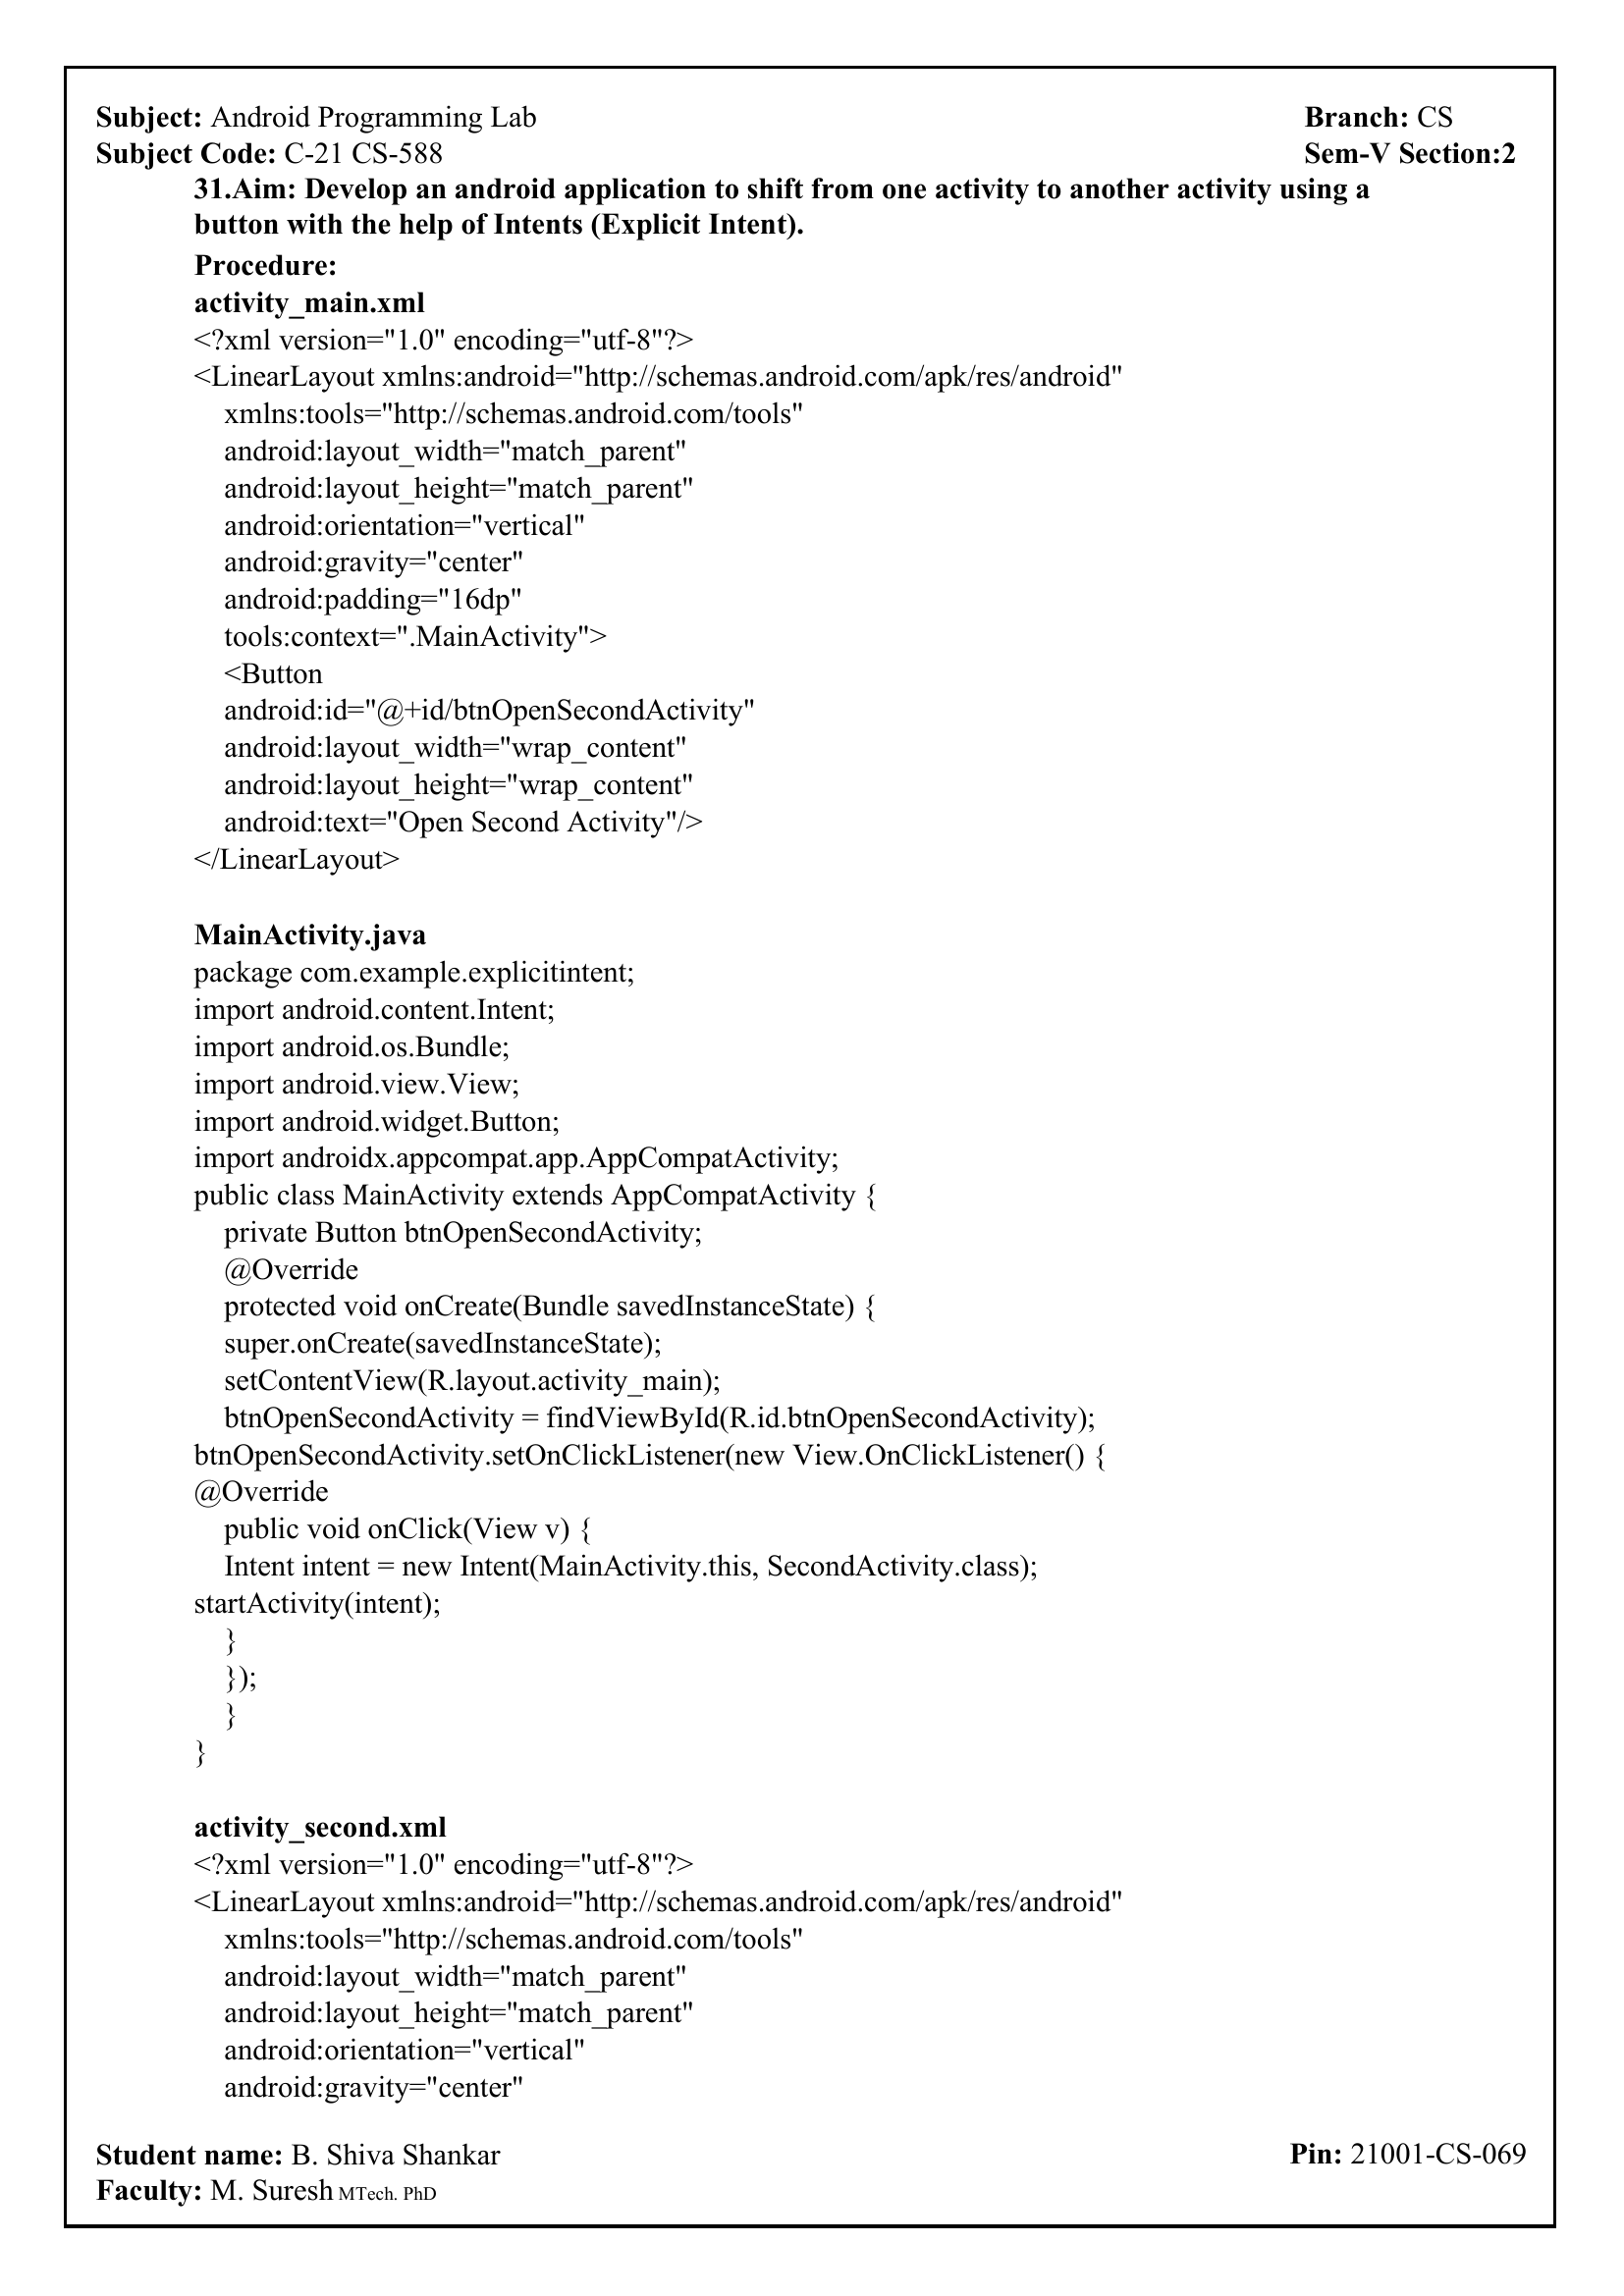 Subject: Android Programming Lab Branch: CS
Subject Code: C-21 CS-588 Sem-V Section:2
31.Aim: Develop an android application to shift from one activity to another activity using a
button with the help of Intents (Explicit Intent).
Procedure:
activity_main.xml
<?xml version="1.0" encoding="utf-8"?>
<LinearLayout xmlns:android="http://schemas.android.com/apk/res/android"
xmlns:tools="http://schemas.android.com/tools"
android:layout_width="match_parent"
android:layout_height="match_parent"
android:orientation="vertical"
android:gravity="center"
android:padding="16dp"
tools:context=".MainActivity">
<Button
android:id="@+id/btnOpenSecondActivity"
android:layout_width="wrap_content"
android:layout_height="wrap_content"
android:text="Open Second Activity"/>
</LinearLayout>
MainActivity.java
package com.example.explicitintent;
import android.content.Intent;
import android.os.Bundle;
import android.view.View;
import android.widget.Button;
import androidx.appcompat.app.AppCompatActivity;
public class MainActivity extends AppCompatActivity {
private Button btnOpenSecondActivity;
@Override
protected void onCreate(Bundle savedInstanceState) {
super.onCreate(savedInstanceState);
setContentView(R.layout.activity_main);
btnOpenSecondActivity = findViewById(R.id.btnOpenSecondActivity);
btnOpenSecondActivity.setOnClickListener(new View.OnClickListener() {
@Override
public void onClick(View v) {
Intent intent = new Intent(MainActivity.this, SecondActivity.class);
startActivity(intent);
}
});
}
}
activity_second.xml
<?xml version="1.0" encoding="utf-8"?>
<LinearLayout xmlns:android="http://schemas.android.com/apk/res/android"
xmlns:tools="http://schemas.android.com/tools"
android:layout_width="match_parent"
android:layout_height="match_parent"
android:orientation="vertical"
android:gravity="center"
Student name: B. Shiva Shankar Pin: 21001-CS-069
Faculty: M. Suresh MTech. PhD